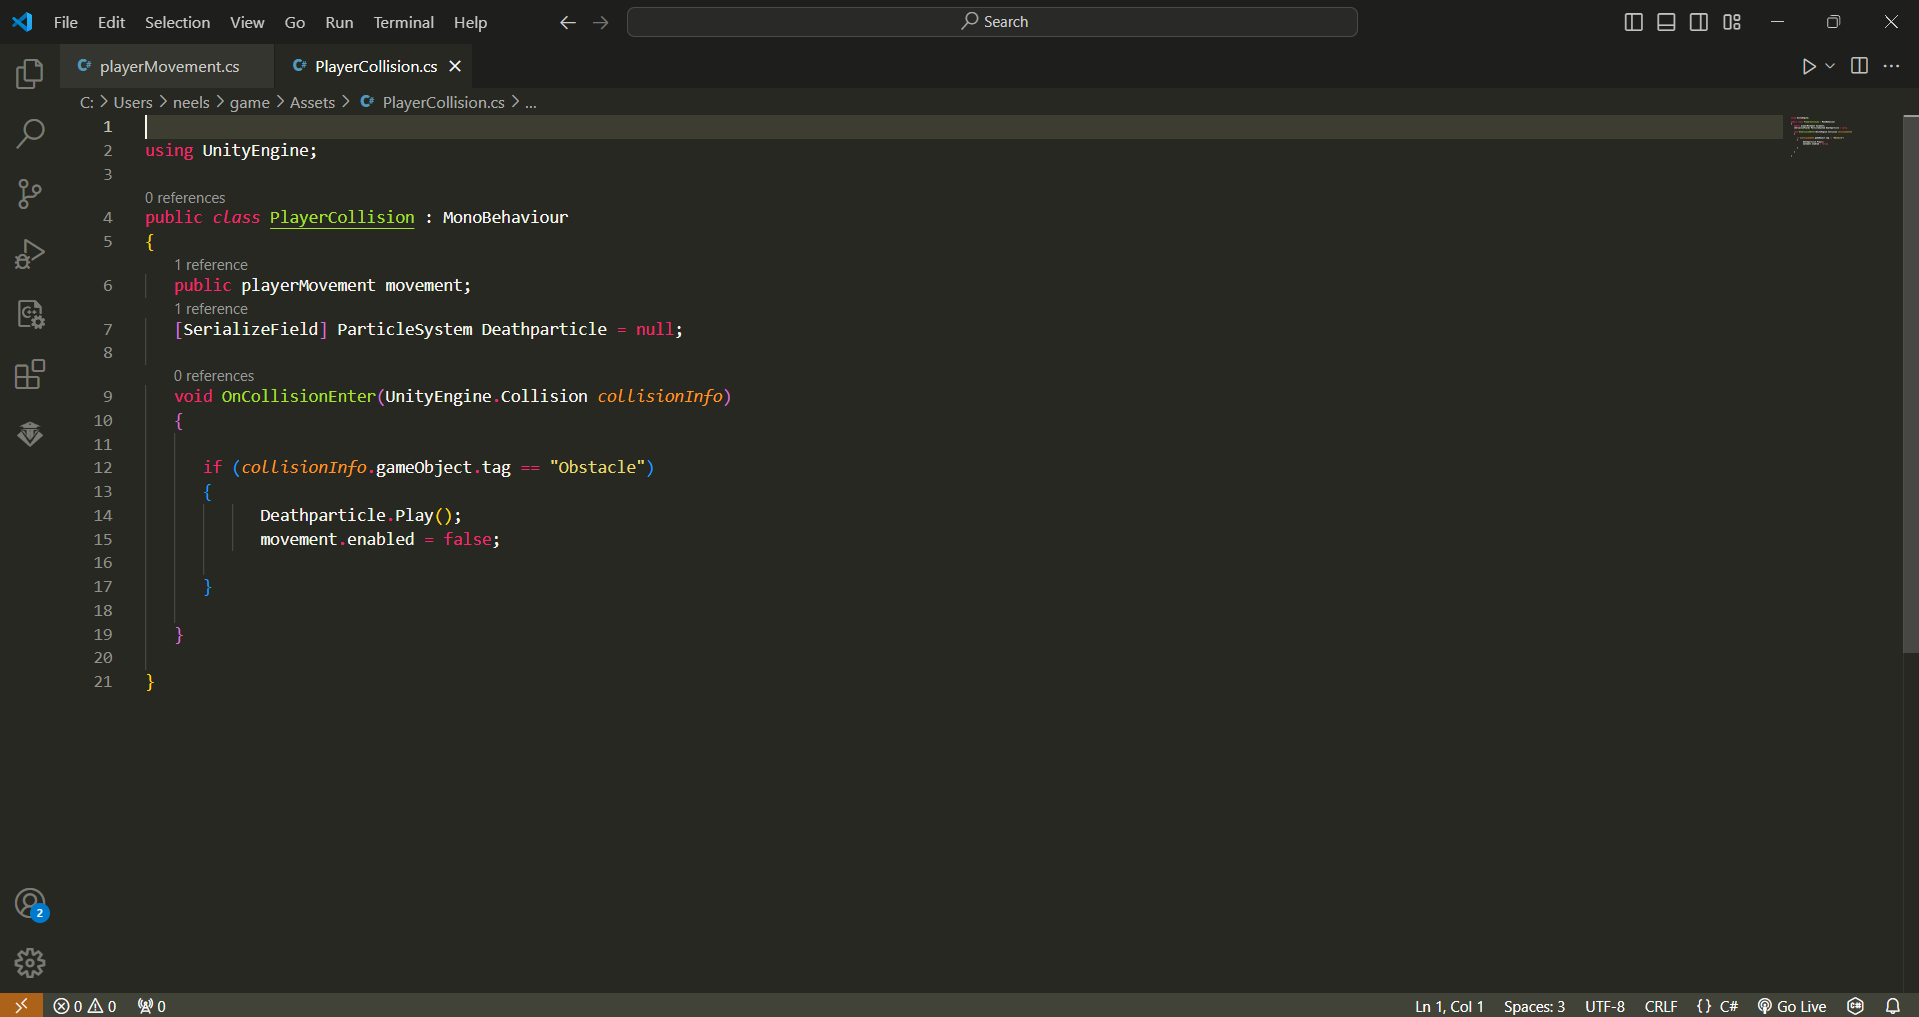 File Edit Selection View Go Run Terminal Help
Search
playerMovement.cs PlayerCollision.cs
C: > Users > neels > game > Assets > PlayerCollision.cs > ...
1
2 using UnityEngine;
3
0 references
4 public class PlayerCollision : MonoBehaviour
5 {
1 reference
6 public playerMovement movement;
1 reference
7 [SerializeField] ParticleSystem Deathparticle = null;
8
0 references
9 void OnCollisionEnter(UnityEngine.Collision collisionInfo)
10 {
11
12 if (collisionInfo.gameObject.tag == "Obstacle")
13 {
14 Deathparticle.Play();
15 movement.enabled = false;
16
17 }
18
19 }
20
21 }
2
0 0 0 Ln 1, Col 1 Spaces: 3 UTF-8 CRLF {} C# Go Live